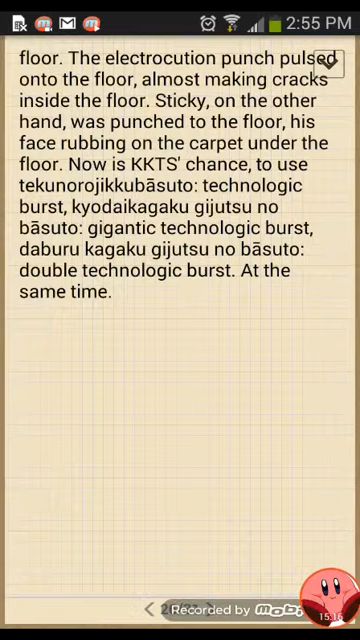 2:55 PM
floor. The electrocution punch pulsed
onto the floor, almost making cracks
inside the floor. Sticky, on the other
hand, was punched to the floor, his
face rubbing on the carpet under the
floor. Now is KKTS' chance, to use
tekunorojikkubāsuto: technologic
burst, kyodaikagaku gijutsu no
bāsuto: gigantic technologic burst,
daburu kagaku gijutsu no bāsuto:
double technologic burst. At the
same time.
Recorded by
15:16